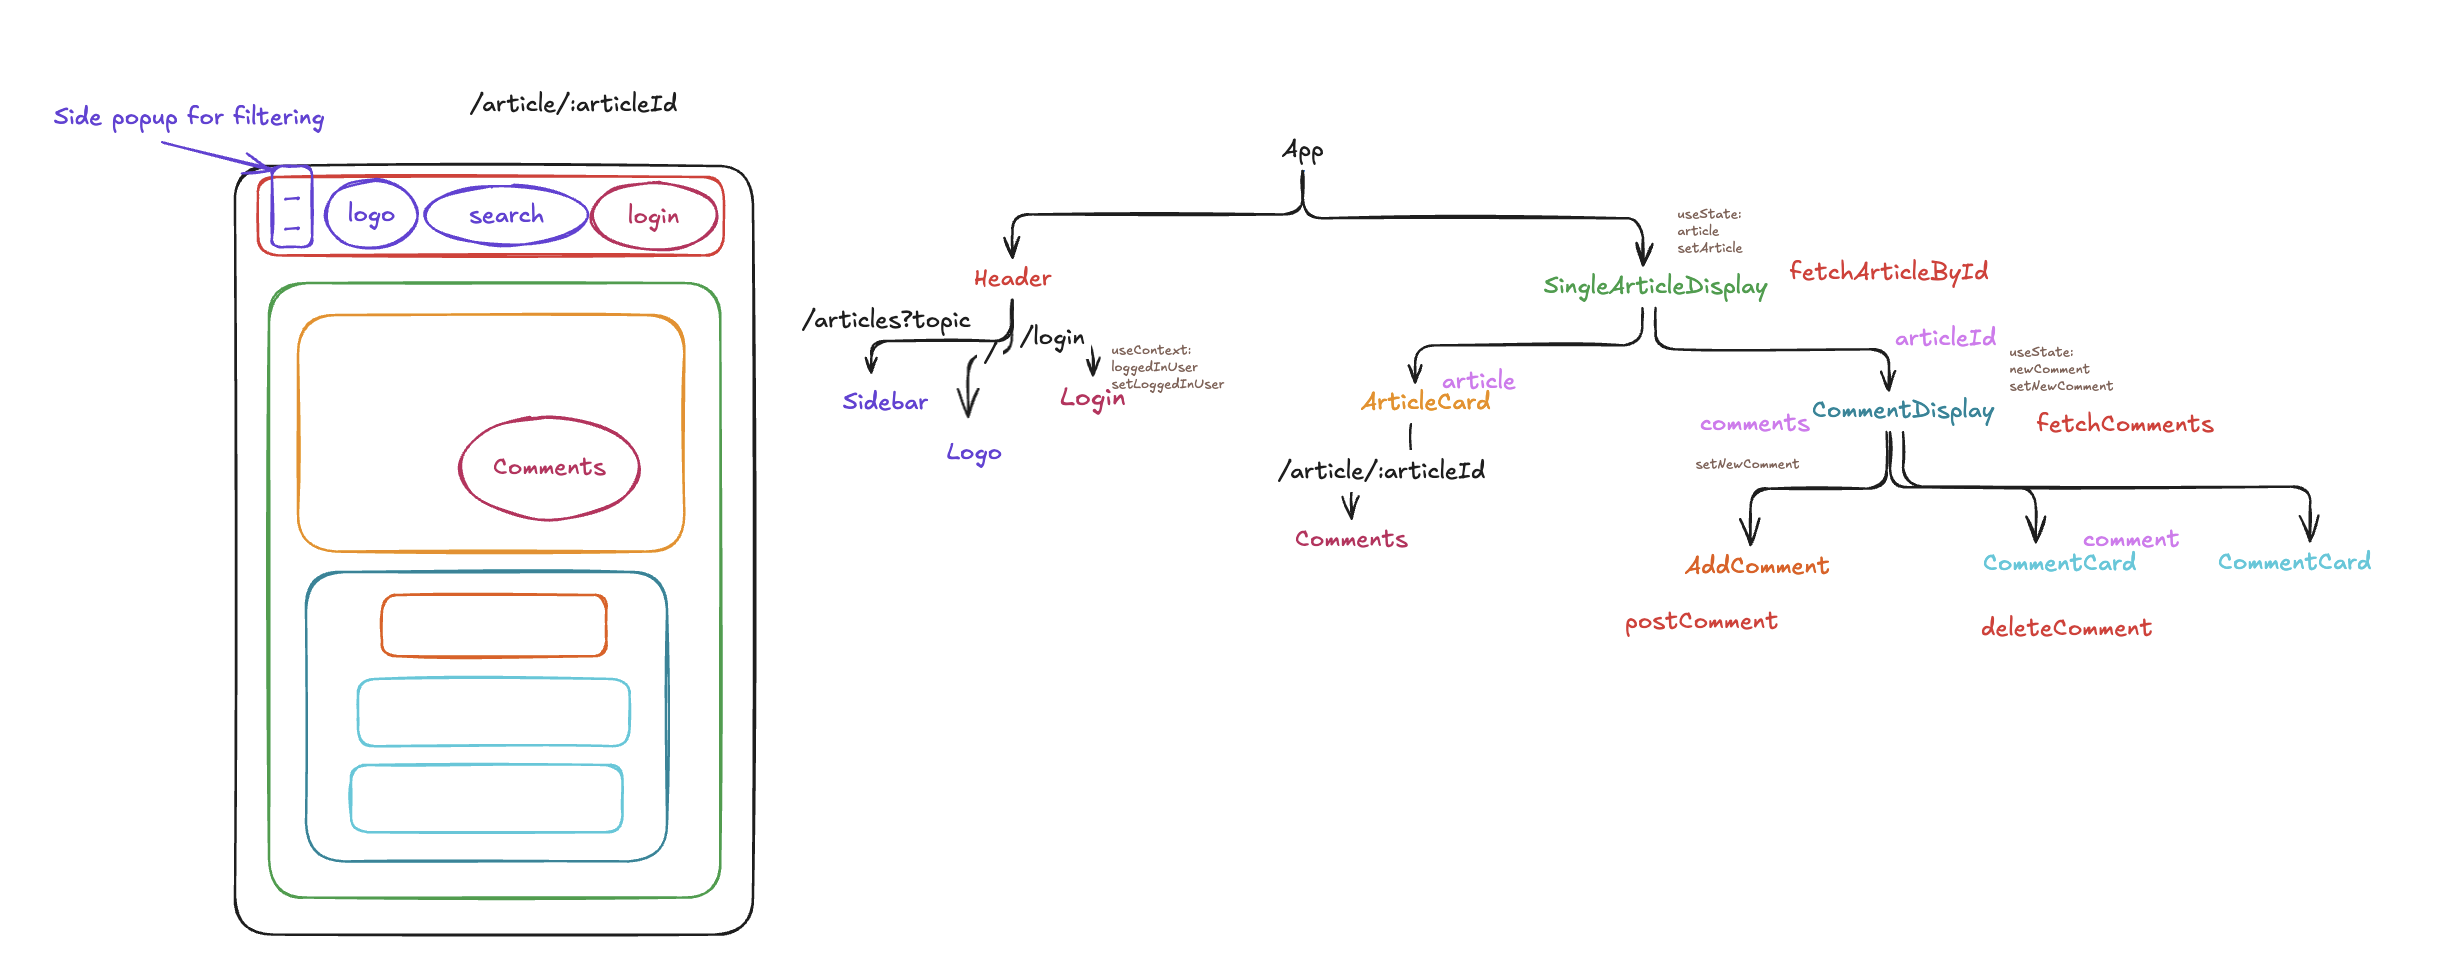 /article/:articleId
Side popup for filtering
logo
search
login
Comments
App
useState:
article
setArticle
Header
SingleArticleDisplay
fetchArticleById
/articles?topic
/
/login
useContext:
loggedInUser
setLoggedInUser
Sidebar
Logo
Login
article
ArticleCard
articleId
useState:
newComment
setNewComment
comments
CommentDisplay
fetchComments
/article/:articleId
setNewComment
Comments
AddComment
comment
CommentCard
CommentCard
postComment
deleteComment